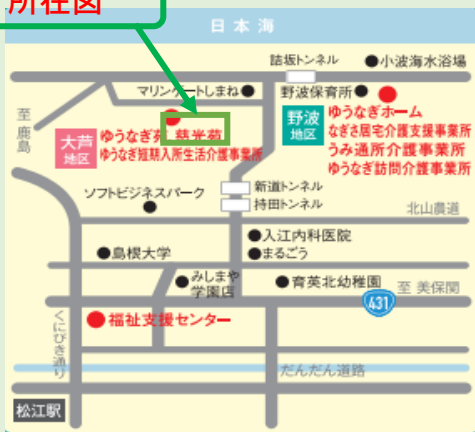 所在図
日本海
詰坂トンネル
●小波海水浴場
マリンゲートしまね●
野波保育所●
至鹿島
大芦地区
ゆうなぎ苑 慈光苑
ゆうなぎ短期入所生活介護事業所
野波地区
ゆうなぎホーム
なぎさ居宅介護支援事業所
うみ通所介護事業所
ゆうなぎ訪問介護事業所
ソフトビジネスパーク
新道トンネル
持田トンネル
北山農道
●入江内科医院
●島根大学
●まるごう
●みしまや
学園店
●育英北幼稚園
至 美保関
431
●福祉支援センター
くにびき通り
だんだん道路
松江駅